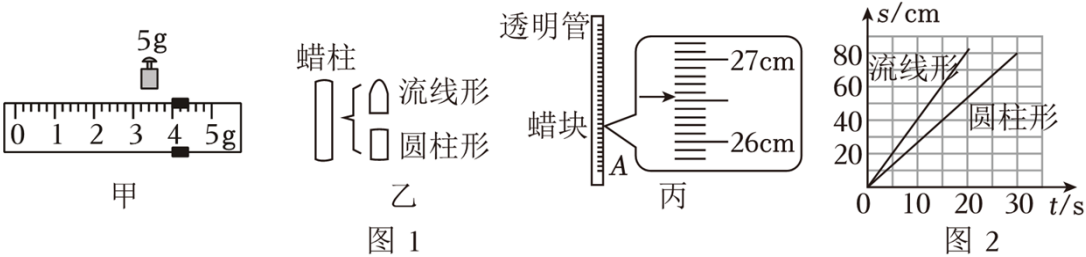 5g
0 1 2 3 4 5g
甲
蜡柱
流线形
圆柱形
乙
透明管
蜡块
A
27cm
26cm
丙
图 1
s/cm
80
60
40
20
0 10 20 30 t/s
流线形
圆柱形
图 2